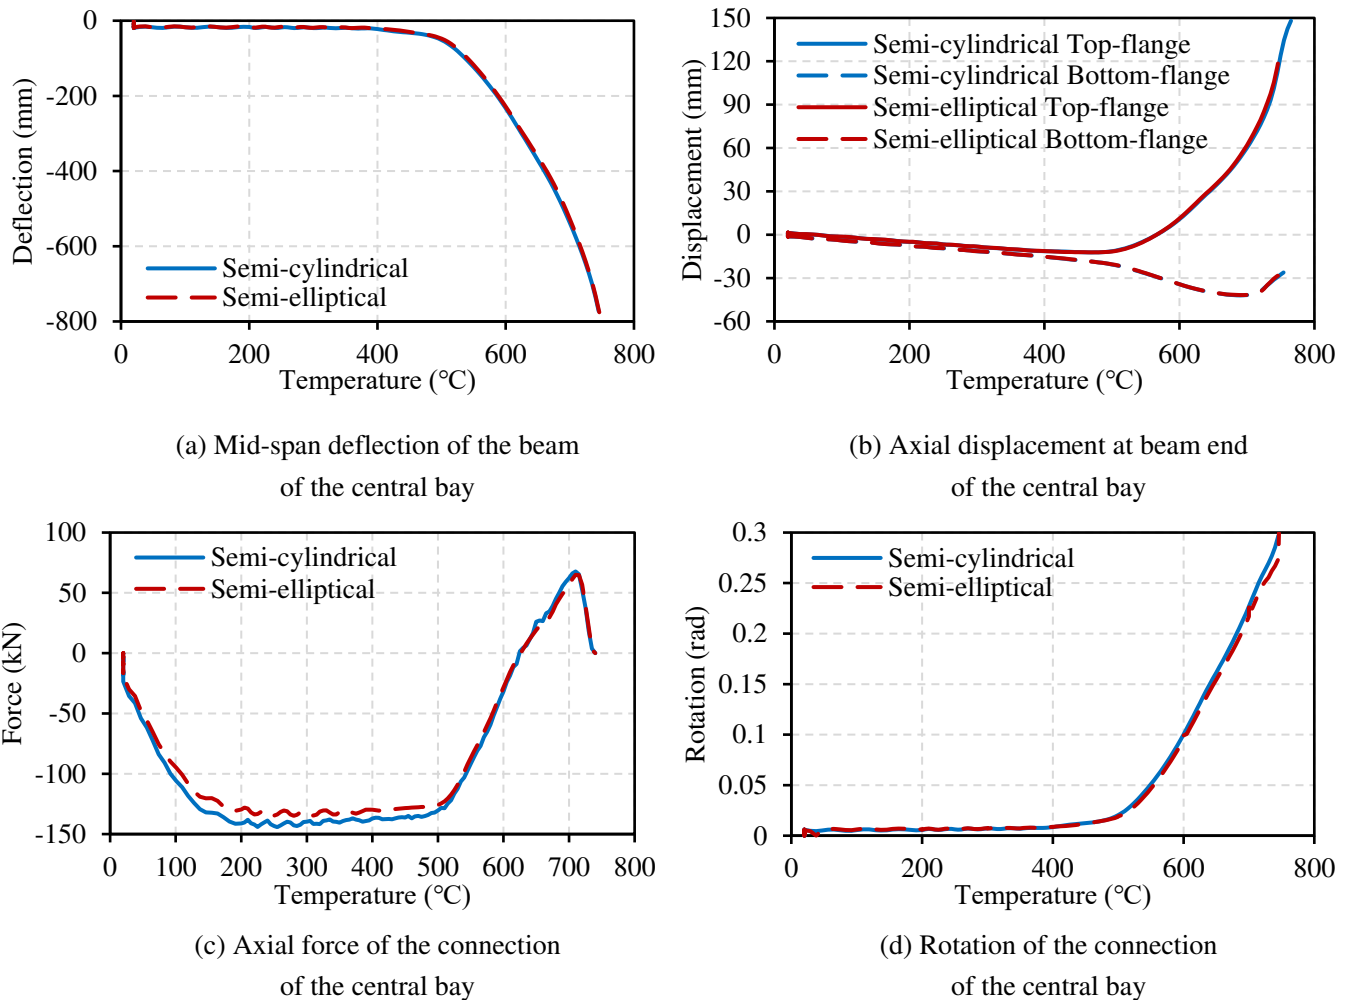 0
-200
-400
-600
-800
Deflection (mm)
Semi-cylindrical
Semi-elliptical
0 200 400 600 800
Temperature (°C)
(a) Mid-span deflection of the beam
of the central bay
150
120
90
60
30
0
-30
-60
Displacement (mm)
Semi-cylindrical Top-flange
Semi-cylindrical Bottom-flange
Semi-elliptical Top-flange
Semi-elliptical Bottom-flange
0 200 400 600 800
Temperature (°C)
(b) Axial displacement at beam end
of the central bay
100
50
0
-50
-100
-150
Force (kN)
Semi-cylindrical
Semi-elliptical
0 100 200 300 400 500 600 700 800
Temperature (°C)
(c) Axial force of the connection
of the central bay
0.3
0.25
0.2
0.15
0.1
0.05
0
Rotation (rad)
Semi-cylindrical
Semi-elliptical
0 200 400 600 800
Temperature (°C)
(d) Rotation of the connection
of the central bay